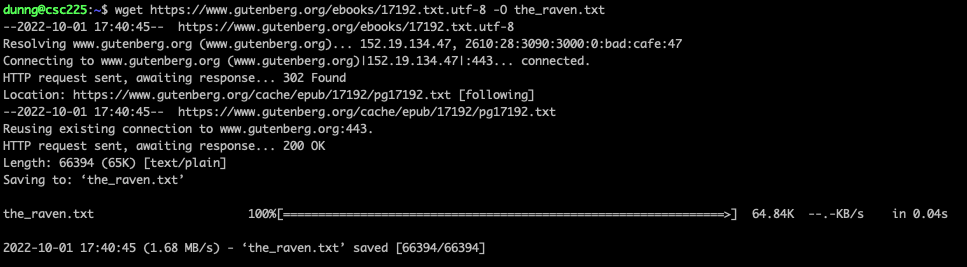 dunng@csc225:~$ wget https://www.gutenberg.org/ebooks/17192.txt.utf-8 -O the_raven.txt
--2022-10-01 17:40:45--  https://www.gutenberg.org/ebooks/17192.txt.utf-8
Resolving www.gutenberg.org (www.gutenberg.org)... 152.19.134.47, 2610:28:3090:3000:0:bad:cafe:47
Connecting to www.gutenberg.org (www.gutenberg.org)|152.19.134.47|:443... connected.
HTTP request sent, awaiting response... 302 Found
Location: https://www.gutenberg.org/cache/epub/17192/pg17192.txt [following]
--2022-10-01 17:40:45--  https://www.gutenberg.org/cache/epub/17192/pg17192.txt
Reusing existing connection to www.gutenberg.org:443.
HTTP request sent, awaiting response... 200 OK
Length: 66394 (65K) [text/plain]
Saving to: ‘the_raven.txt’
the_raven.txt                      100%[===============================================================>]  64.84K  --.-KB/s    in 0.04s
2022-10-01 17:40:45 (1.68 MB/s) - ‘the_raven.txt’ saved [66394/66394]